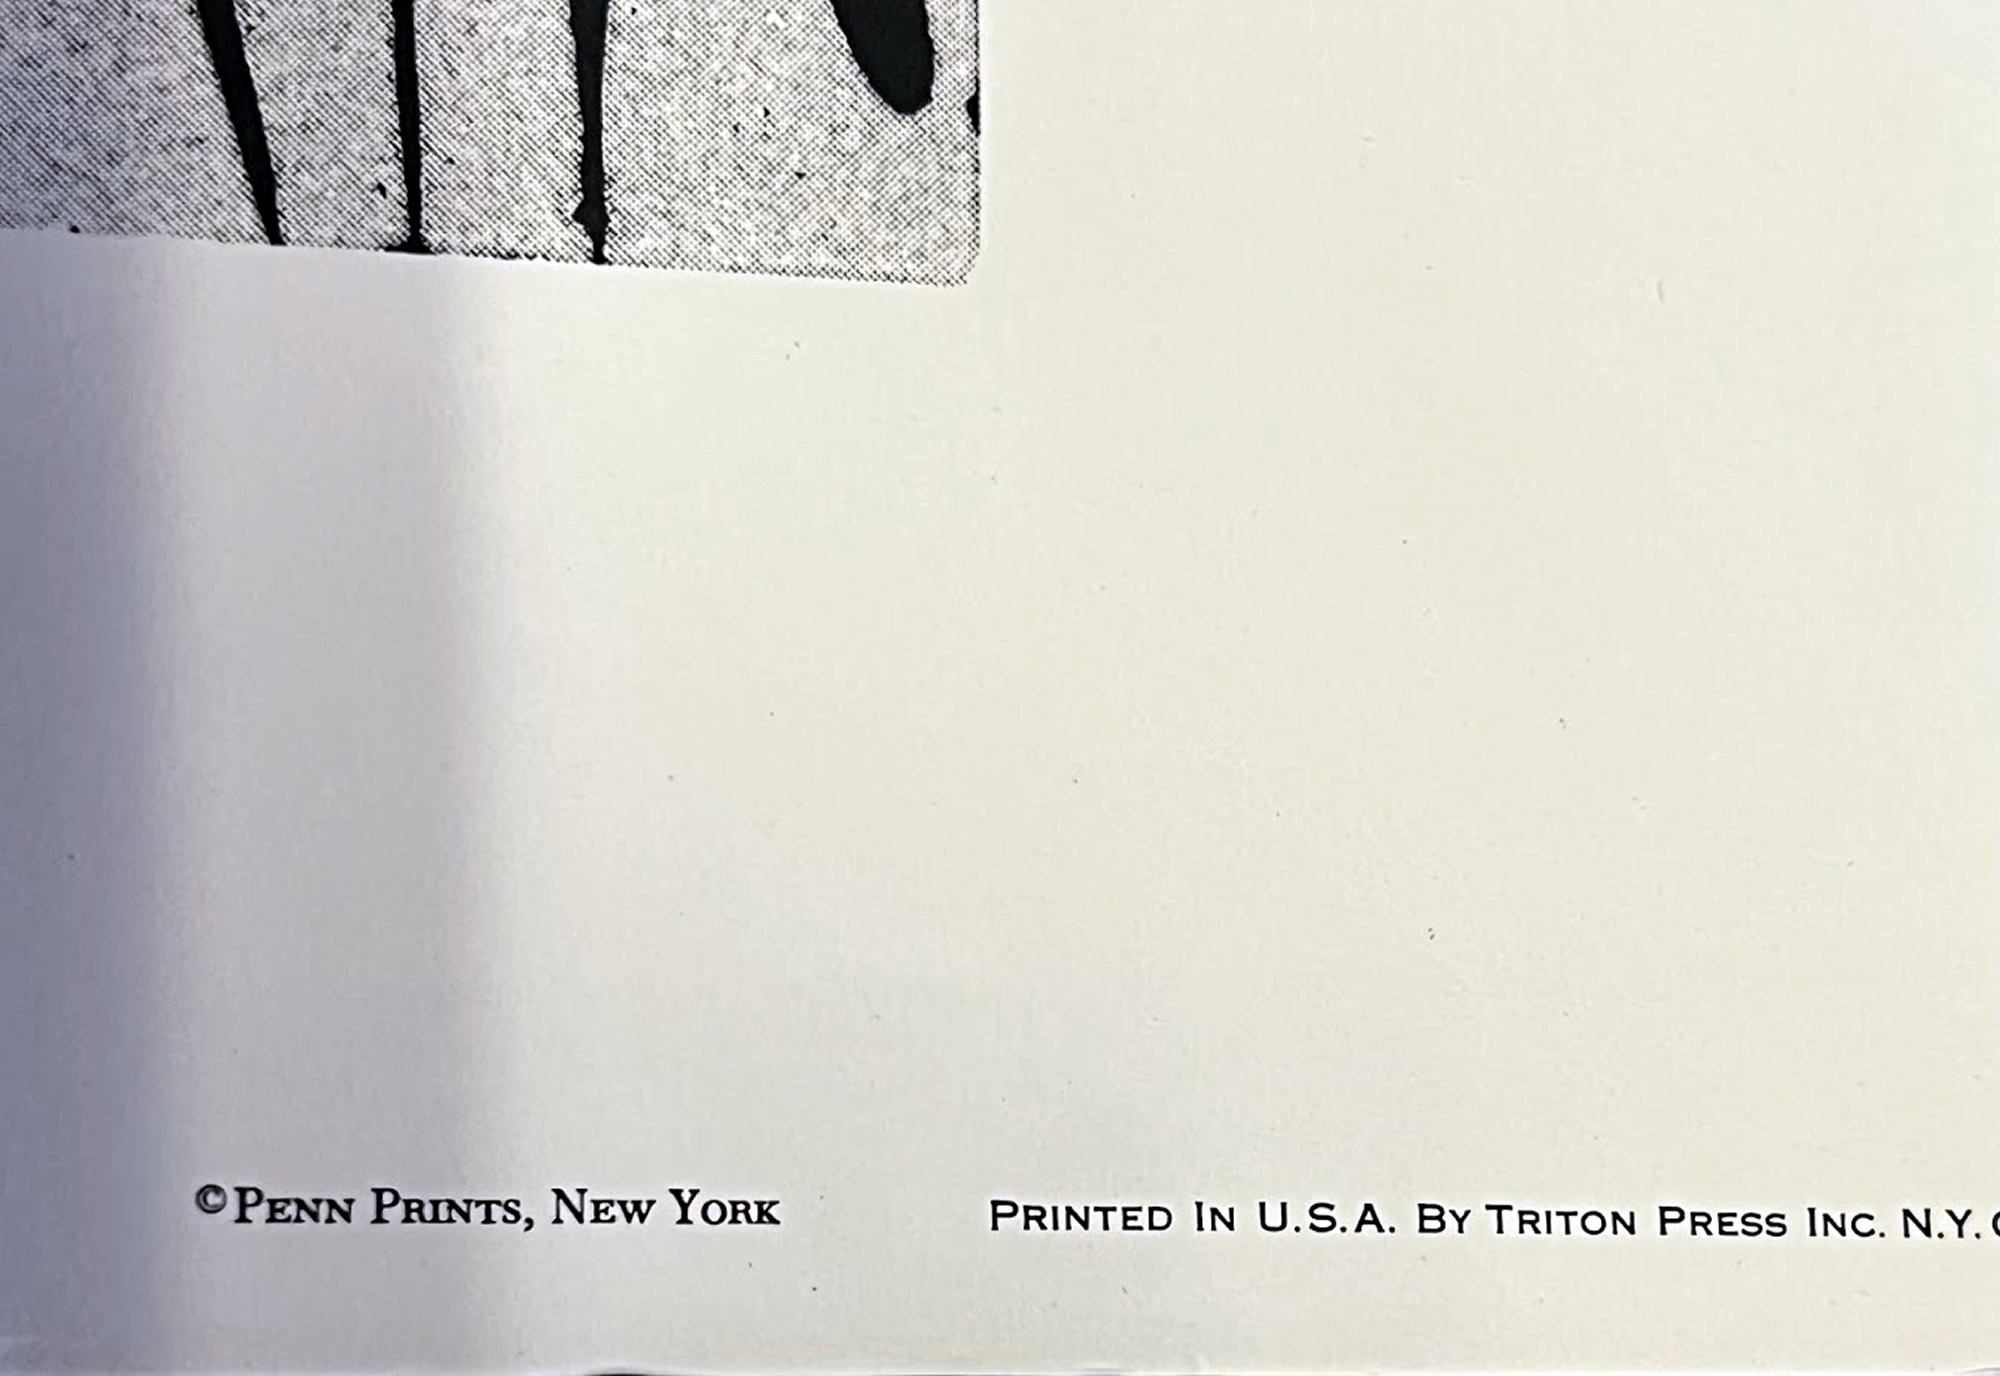 © PENN PRINTS, NEW YORK
PRINTED IN U.S.A. BY TRITON PRESS INC. N.Y.